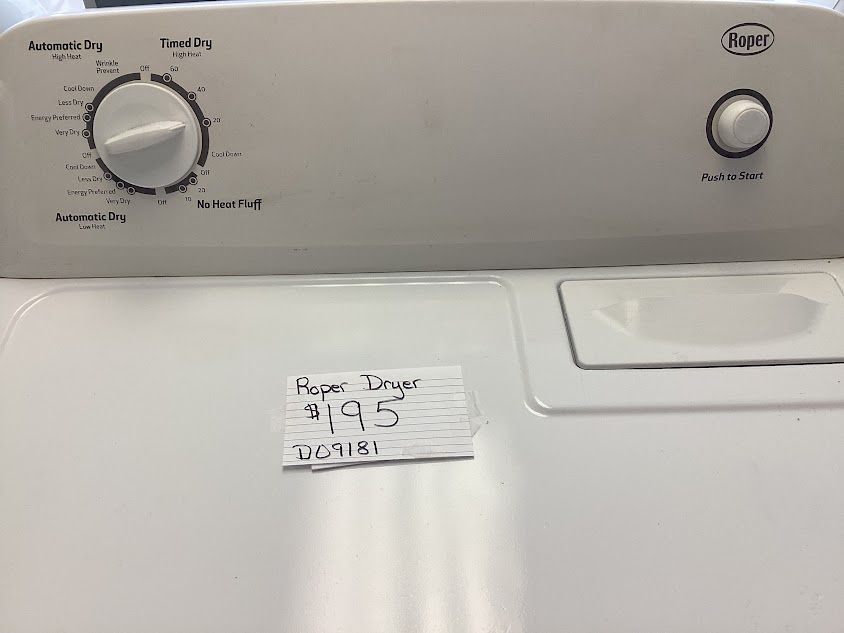 Automatic Dry
High Heat
Timed Dry
High Heat
Roper
Wrinkle
Prevent
Off
60
Cool Down
40
Less Dry
Energy Preferred
20
Very Dry
Off
Cool Down
Cool Down
Less Dry
Off
Energy Preferred
20
Very Dry
Off
10
No Heat Fluff
Automatic Dry
Low Heat
Push to Start
Roper Dryer
$195
D09181